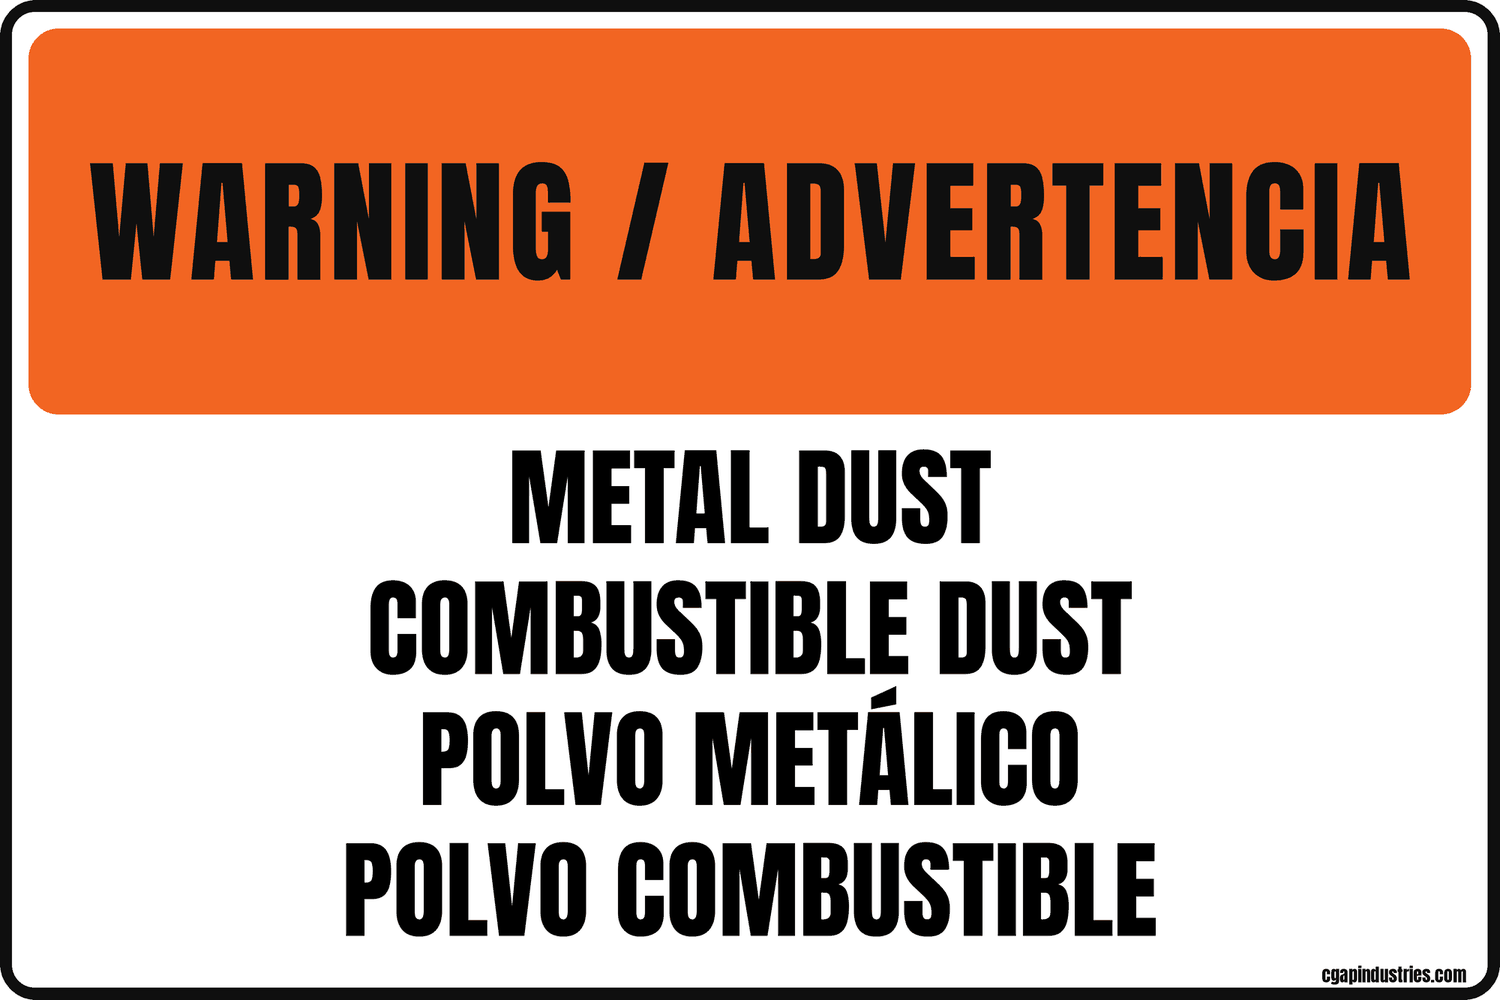 WARNING / ADVERTENCIA
METAL DUST
COMBUSTIBLE DUST
POLVO METÁLICO
POLVO COMBUSTIBLE
cgapindustries.com